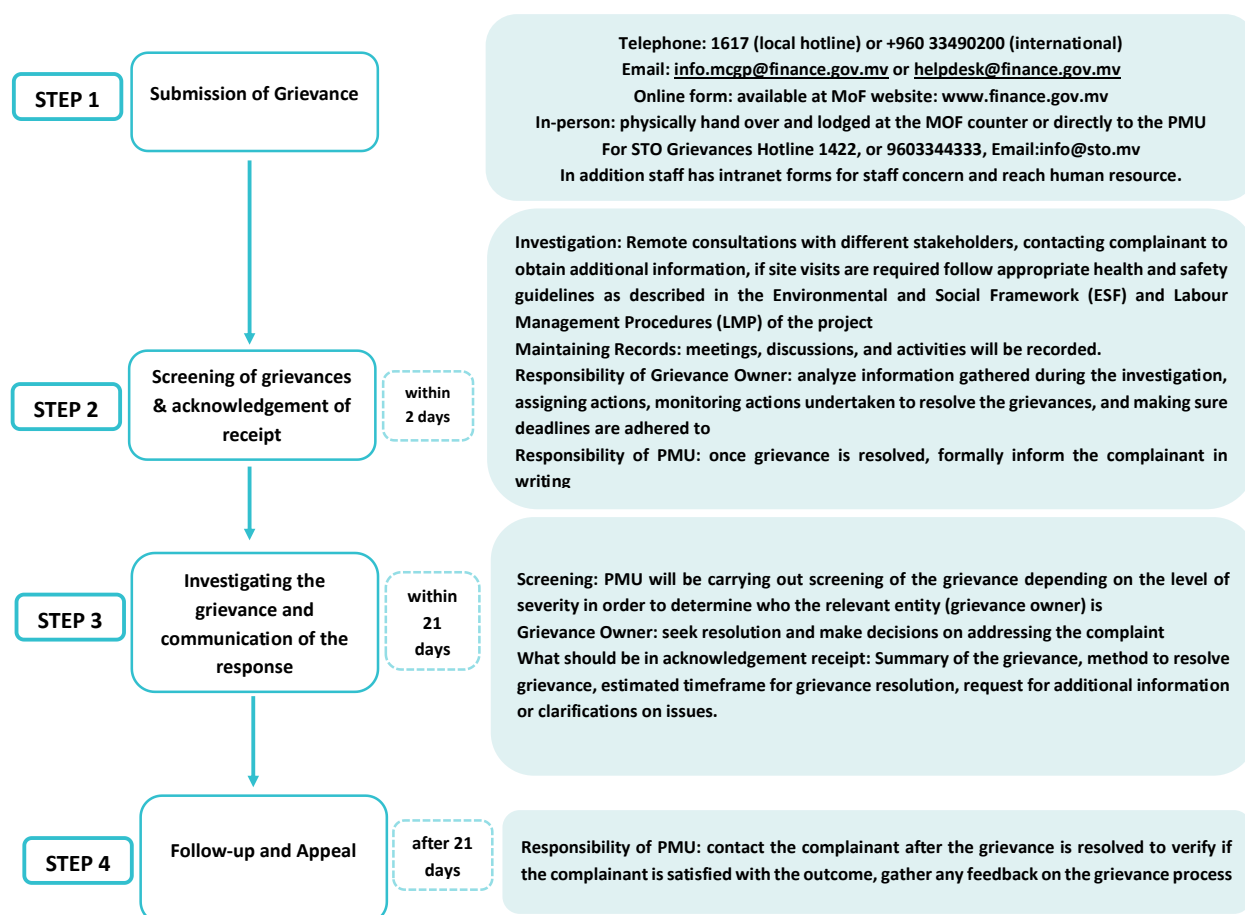 STEP 1
Submission of Grievance
Telephone: 1617 (local hotline) or +960 33490200 (international)
Email: info.mcgp@finance.gov.mv or helpdesk@finance.gov.mv
Online form: available at MoF website: www.finance.gov.mv
In-person: physically hand over and lodged at the MOF counter or directly to the PMU
For STO Grievances Hotline 1422, or 9603344333, Email:info@sto.mv
In addition staff has intranet forms for staff concern and reach human resource.
STEP 2
Screening of grievances
& acknowledgement of
receipt
within
2 days
Investigation: Remote consultations with different stakeholders, contacting complainant to
obtain additional information, if site visits are required follow appropriate health and safety
guidelines as described in the Environmental and Social Framework (ESF) and Labour
Management Procedures (LMP) of the project
Maintaining Records: meetings, discussions, and activities will be recorded.
Responsibility of Grievance Owner: analyze information gathered during the investigation,
assigning actions, monitoring actions undertaken to resolve the grievances, and making sure
deadlines are adhered to
Responsibility of PMU: once grievance is resolved, formally inform the complainant in
writing
STEP 3
Investigating the
grievance and
communication of the
response
within
21
days
Screening: PMU will be carrying out screening of the grievance depending on the level of
severity in order to determine who the relevant entity (grievance owner) is
Grievance Owner: seek resolution and make decisions on addressing the complaint
What should be in acknowledgement receipt: Summary of the grievance, method to resolve
grievance, estimated timeframe for grievance resolution, request for additional information
or clarifications on issues.
STEP 4
Follow-up and Appeal
after 21
days
Responsibility of PMU: contact the complainant after the grievance is resolved to verify if
the complainant is satisfied with the outcome, gather any feedback on the grievance process